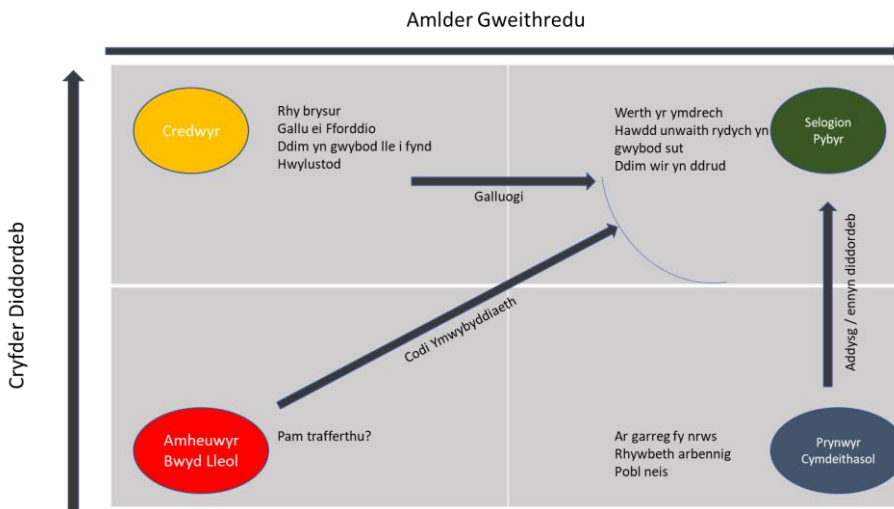 Amlder Gweithredu
Cryfder Diddordeb
Credwyr
Rhy brysur
Gallu ei Fforddio
Ddim yn gwybod lle i fynd
Hwylustod
Galluogi
Werth yr ymdrech
Hawdd unwaith rydych yn
gwybod sut
Ddim wir yn ddrud
Selogion
Pybyr
Codi Ymwybyddiaeth
Addysg / ennyn diddordeb
Amheuwyr
Bwyd Lleol
Pam trafferthu?
Ar garreg fy nrws
Rhywbeth arbennig
Pobl neis
Prynwyr
Cymdeithasol